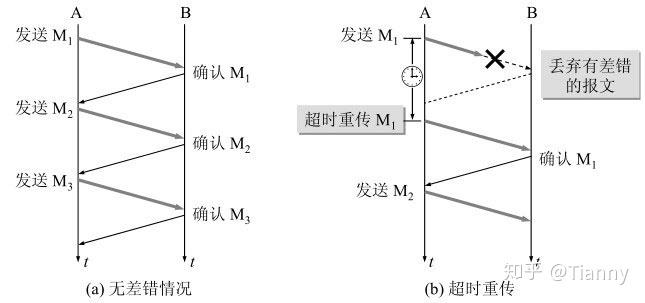 A
B
发送 M₁
确认 M₁
发送 M₂
确认 M₂
发送 M₃
确认 M₃
t
t
(a) 无差错情况
A
B
发送 M₁
丢弃有差错
的报文
超时重传 M₁
确认 M₁
发送 M₂
t
t
(b) 超时重传
知乎 @Tianny